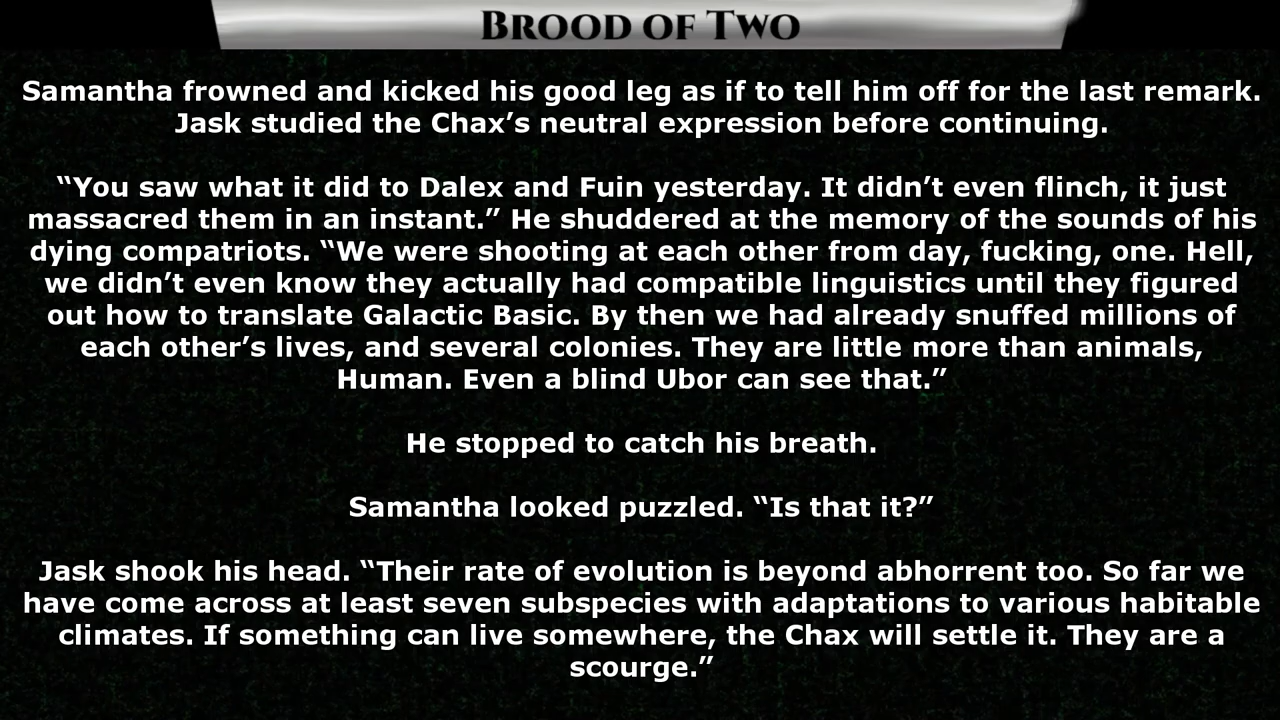 Brood of Two
Samantha frowned and kicked his good leg as if to tell him off for the last remark.
Jask studied the Chax’s neutral expression before continuing.
“You saw what it did to Dalex and Fuin yesterday. It didn’t even flinch, it just
massacred them in an instant.” He shuddered at the memory of the sounds of his
dying compatriots. “We were shooting at each other from day, fucking, one. Hell,
we didn’t even know they actually had compatible linguistics until they figured
out how to translate Galactic Basic. By then we had already snuffed millions of
each other’s lives, and several colonies. They are little more than animals,
Human. Even a blind Ubor can see that.”
He stopped to catch his breath.
Samantha looked puzzled. “Is that it?”
Jask shook his head. “Their rate of evolution is beyond abhorrent too. So far we
have come across at least seven subspecies with adaptations to various habitable
climates. If something can live somewhere, the Chax will settle it. They are a
scourge.”